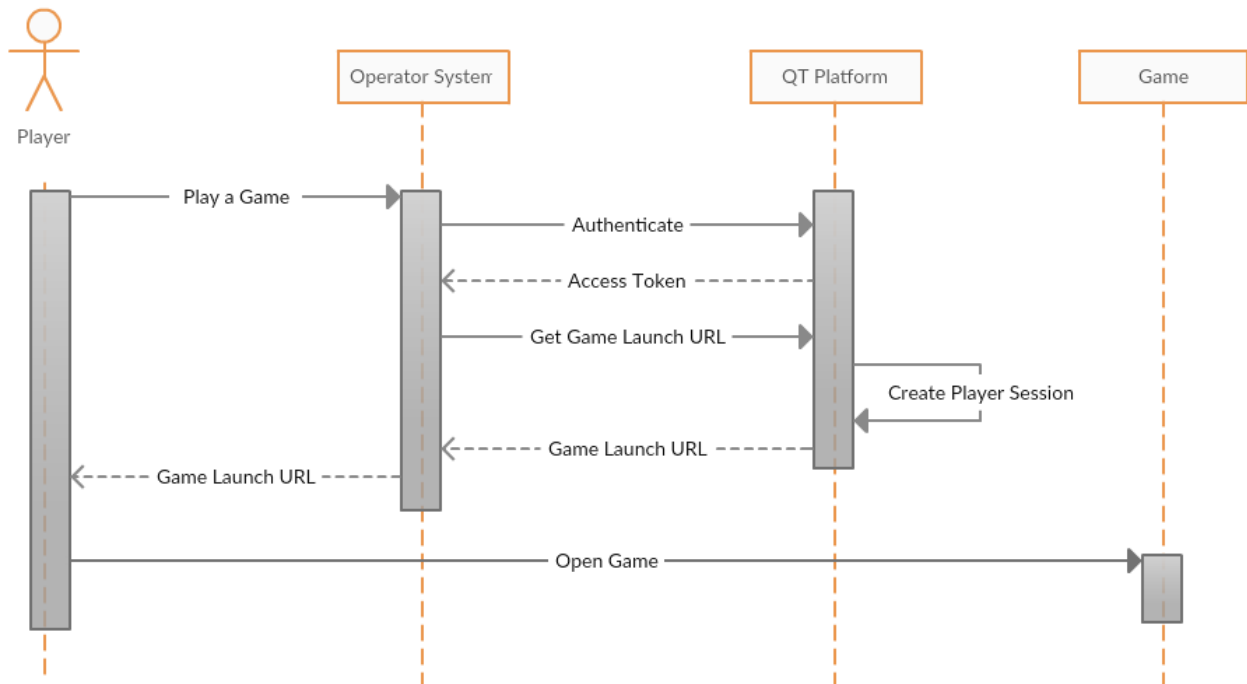 Operator System
QT Platform
Game
Player
Play a Game
Authenticate
Access Token
Get Game Launch URL
Create Player Session
Game Launch URL
Game Launch URL
Open Game